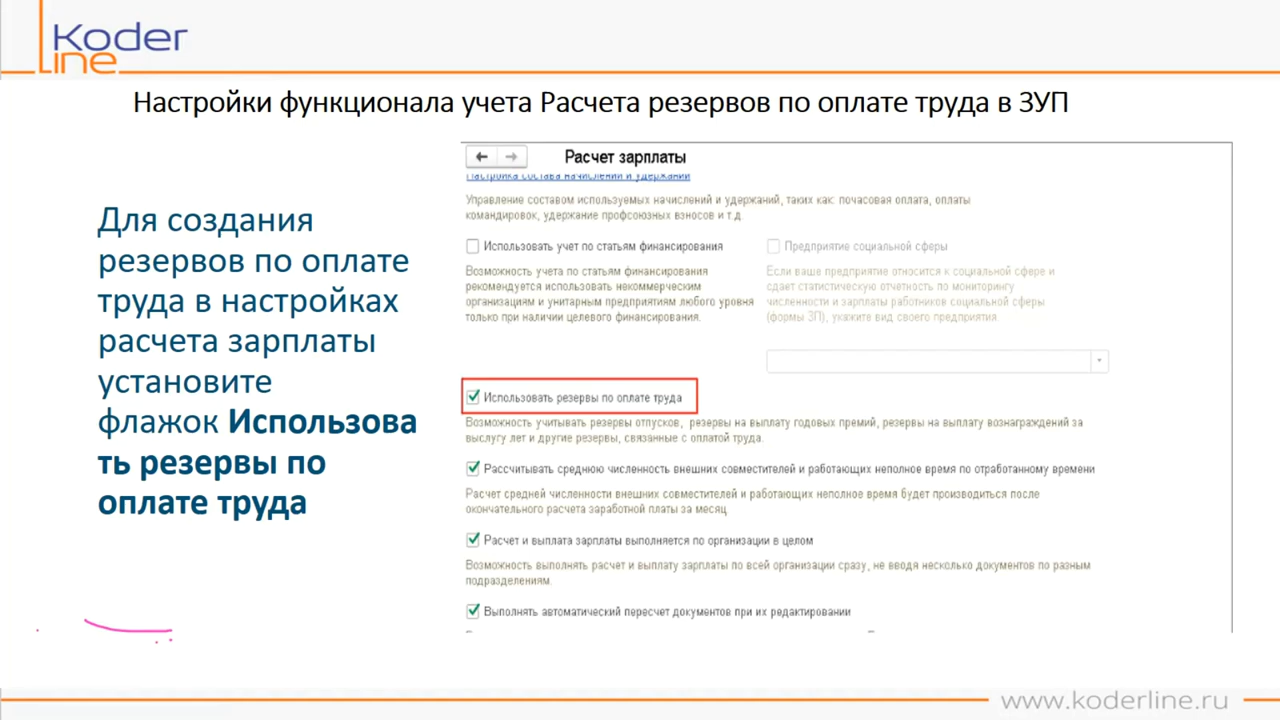 Koder
line
Настройки функционала учета Расчета резервов по оплате труда в ЗУП
Для создания
резервов по оплате
труда в настройках
расчета зарплаты
установите
флажок Использова
ть резервы по
оплате труда
Расчет зарплаты
Настройка состава начислений и удержаний
Управление составом используемых начислений и удержаний, таких как: почасовая оплата, оплаты
командировок, удержание профсоюзных взносов и т.д.
Использовать учет по статьям финансирования
Возможность учета по статьям финансирования
рекомендуется использовать некоммерческим
организациям и унитарным предприятиям любого уровня
только при наличии целевого финансирования.
Предприятие социальной сферы
Если ваше предприятие относится к социальной сфере и
сдает статистическую отчетность по мониторингу
численности и зарплаты работников социальной сферы
(формы ЗП), укажите вид своего предприятия.
Использовать резервы по оплате труда
Возможность учитывать резервы отпусков, резервы на выплату годовых премий, резервы на выплату вознаграждений за
выслугу лет и другие резервы, связанные с оплатой труда.
Рассчитывать среднюю численность внешних совместителей и работающих неполное время по отработанному времени
Расчет средней численности внешних совместителей и работающих неполное время будет производиться после
окончательного расчета заработной платы за месяц
Расчет и выплата зарплаты выполняется по организации в целом
Возможность выполнять расчет и выплату зарплаты по всей организации сразу, не вводя несколько документов по разным
подразделениям.
Выполнять автоматический пересчет документов при их редактировании
www.koderline.ru